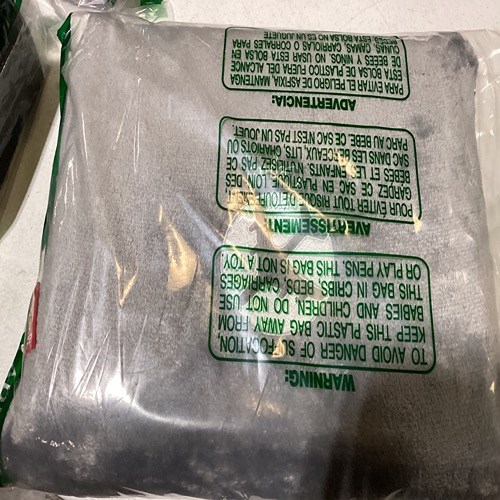 WARNING:
TO AVOID DANGER OF SUFFOCATION,
KEEP THIS PLASTIC BAG AWAY FROM
BABIES AND CHILDREN, DO NOT USE
THIS BAG IN CRIBS, BEDS, CARRIAGES
OR PLAY PENS. THIS BAG IS NOT A TOY.
AVERTISSEMENT
POUR EVITER TOUT RISQUE D'ETOUFFEMENT,
GARDEZ CE SAC EN PLASTIQUE LOIN DES
BEBES ET LES ENFANTS. N'UTILISEZ PAS CE
SAC DANS LES BERCEAUX, LITS, CHARIOTS OU
PARC AU BEBE. CE SAC N'EST PAS UN JOUET.
ADVERTENCIA:
PARA EVITAR EL PELIGRO DE ASFIXIA, MANTENGA
ESTA BOLSA DE PLASTICO FUERA DEL ALCANCE
DE BEBES Y NINOS. NO USAR ESTA BOLSA EN
CUNAS, CAMAS, CARRIOLAS O CORRALES PARA
BEBES. ESTA BOLSA NO ES UN JUGUETE